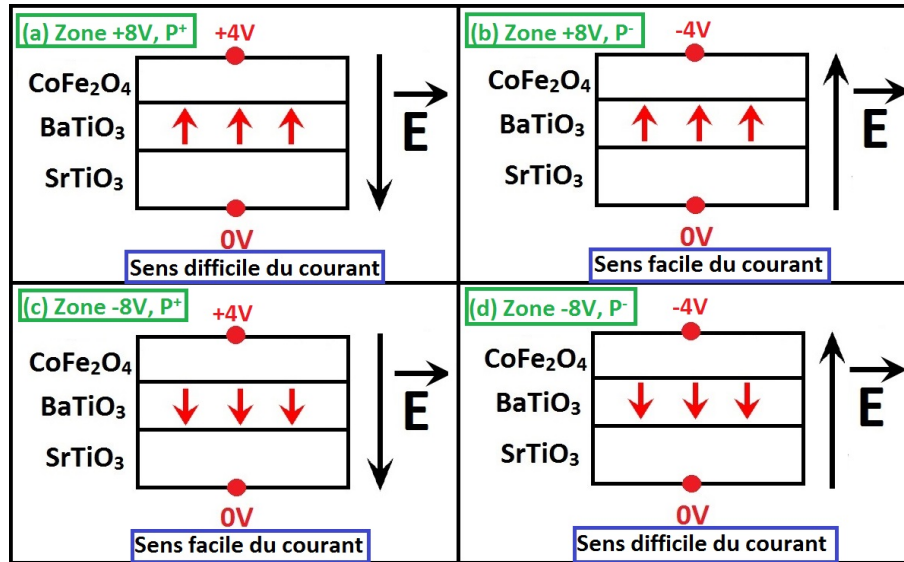 (a) Zone +8V, P⁺
+4V
CoFe₂O₄
BaTiO₃
SrTiO₃
E
0V
Sens difficile du courant
(b) Zone +8V, P⁻
-4V
CoFe₂O₄
BaTiO₃
SrTiO₃
E
0V
Sens facile du courant
(c) Zone -8V, P⁺
+4V
CoFe₂O₄
BaTiO₃
SrTiO₃
E
0V
Sens facile du courant
(d) Zone -8V, P⁻
-4V
CoFe₂O₄
BaTiO₃
SrTiO₃
E
0V
Sens difficile du courant